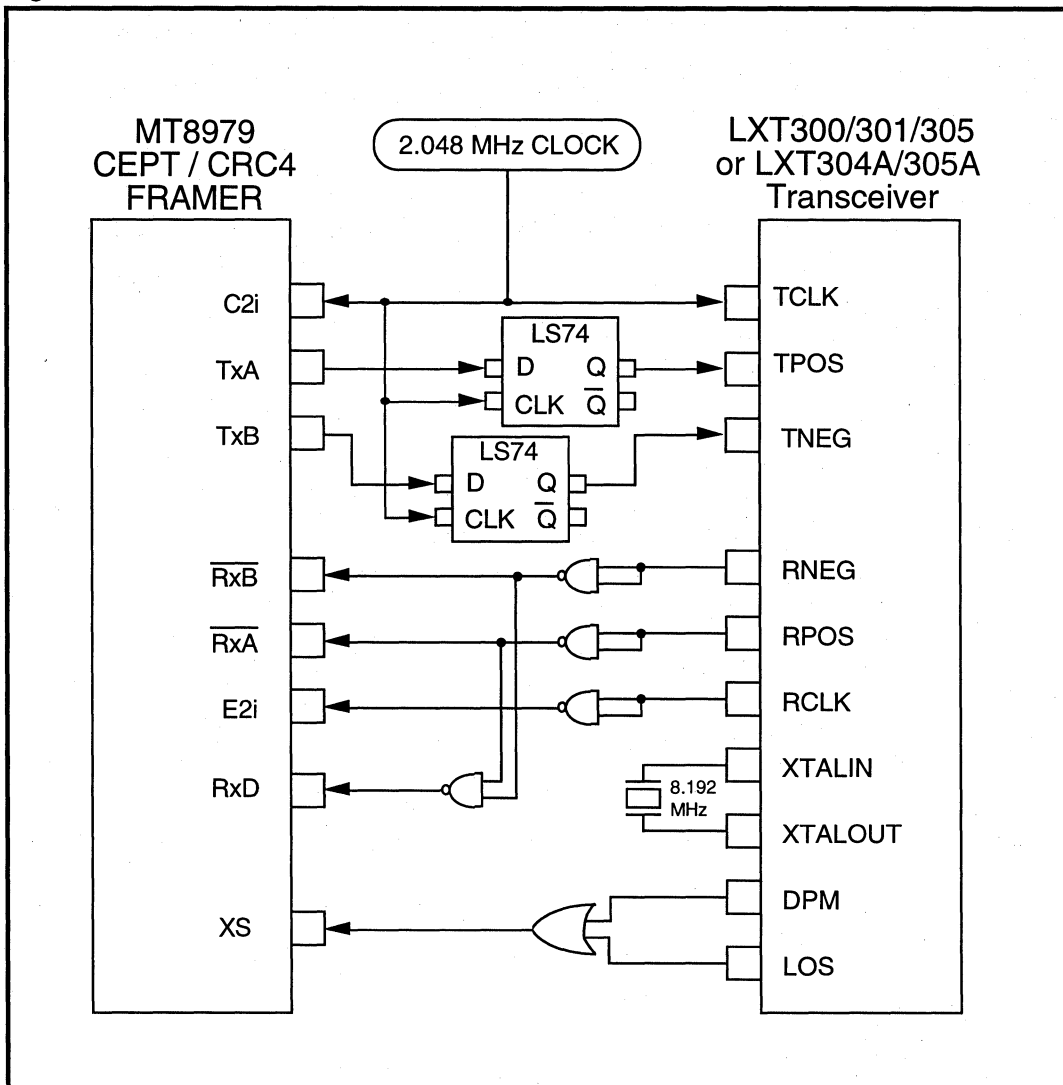 MT8979
CEPT / CRC4
FRAMER
2.048 MHz CLOCK
LXT300/301/305
or LXT304A/305A
Transceiver
C2i
TCLK
LS74
TxA
D
Q
TPOS
CLK
Q̅
TxB
TNEG
LS74
D
Q
CLK
Q̅
R̅x̅B̅
RNEG
R̅x̅A̅
RPOS
E2i
RCLK
XTALIN
RxD
8.192
MHz
XTALOUT
DPM
XS
LOS